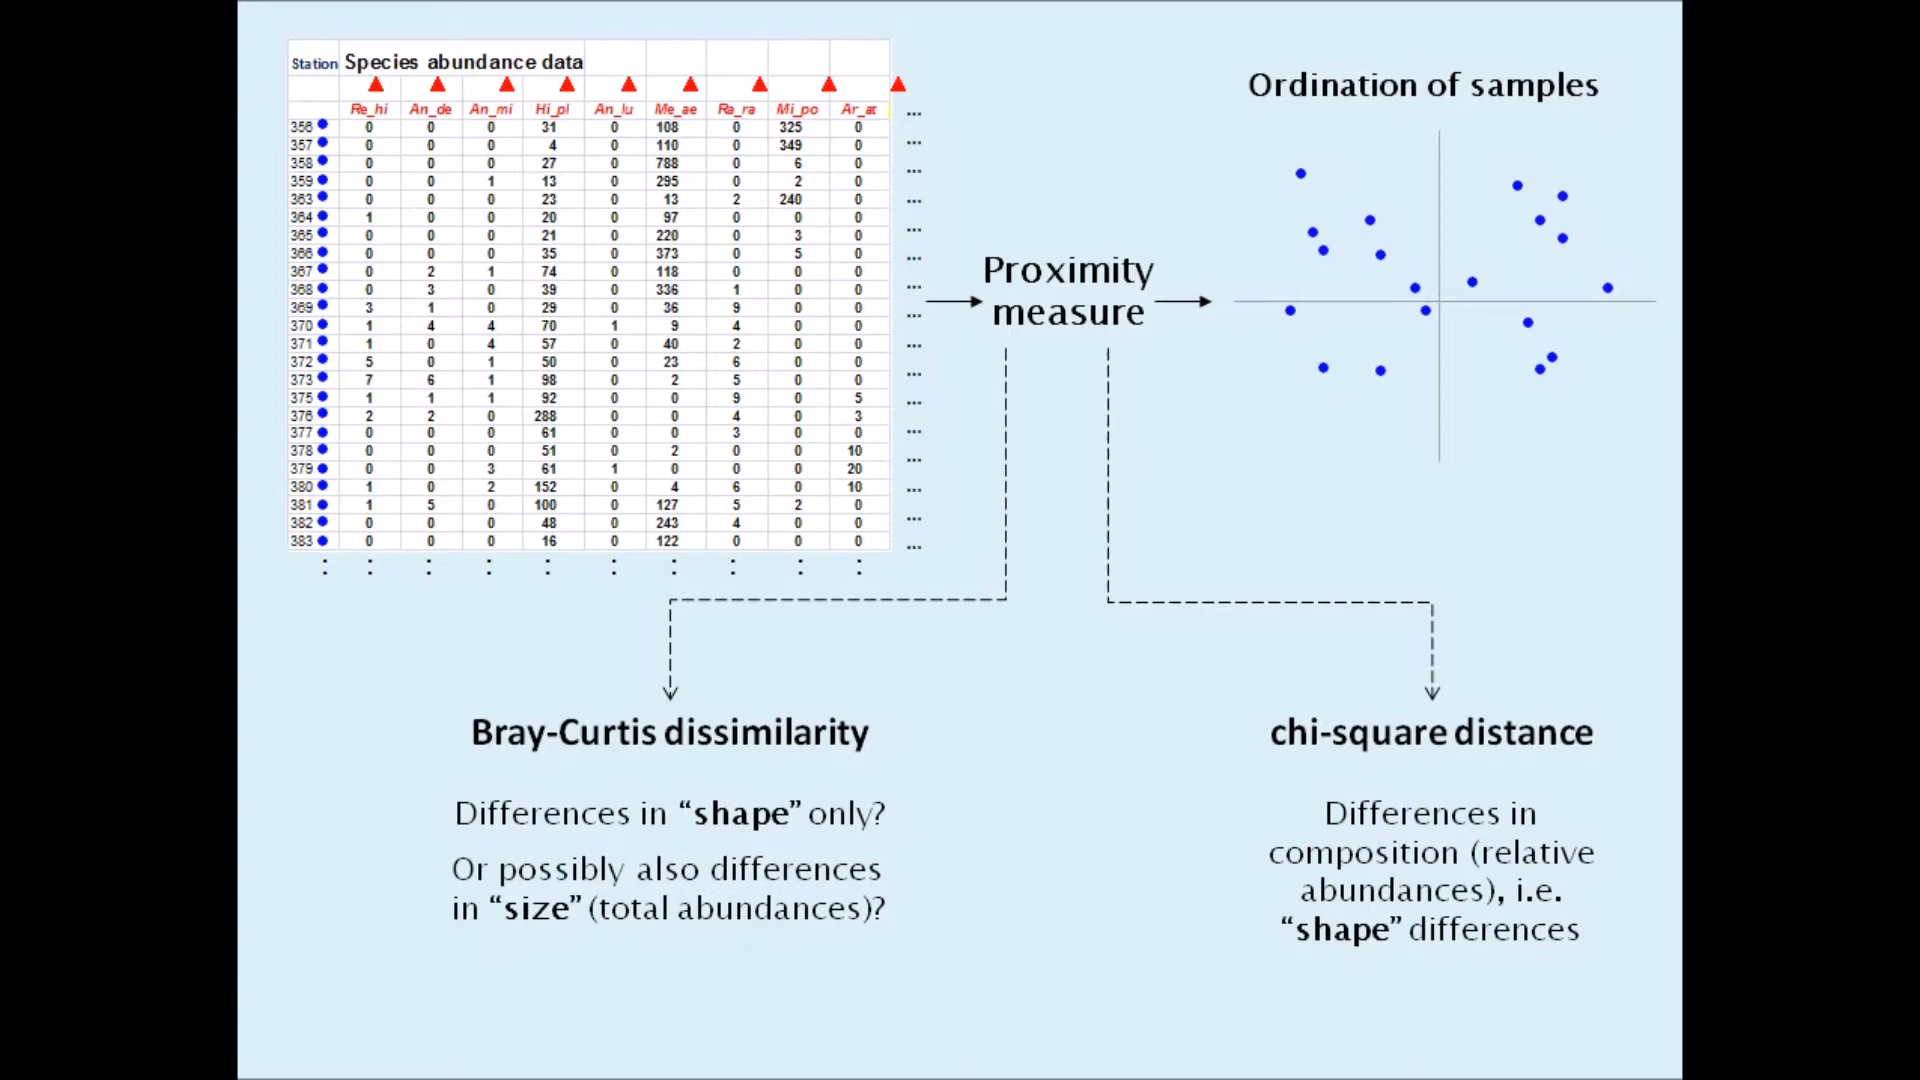 Station Species abundance data
Re_hi An_de An_mi Hi_pl An_lu Me_ae Ra_ra Mi_po Ar_at ...
356 0 0 0 31 0 108 0 325 0
357 0 0 0 4 0 110 0 349 0 ...
358 0 0 0 27 0 788 0 6 0 ...
359 0 0 1 13 0 295 0 2 0
363 0 0 0 23 0 13 2 240 0 ...
364 1 0 0 20 0 97 0 0 0
365 0 0 0 21 0 220 0 3 0 ...
366 0 0 0 35 0 373 0 5 0 ...
367 0 2 1 74 0 118 0 0 0
368 0 3 0 39 0 336 1 0 0 ...
369 3 1 0 29 0 36 9 0 0 ...
370 1 4 4 70 1 9 4 0 0
371 1 0 4 57 0 40 2 0 0 ...
372 5 0 1 50 0 23 6 0 0
373 7 6 1 98 0 2 5 0 0 ...
375 1 1 1 92 0 0 9 0 5 ...
376 2 2 0 288 0 0 4 0 3
377 0 0 0 61 0 0 3 0 0 ...
378 0 0 0 51 0 2 0 0 10 ...
379 0 0 3 61 1 0 0 0 20
380 1 0 2 152 0 4 6 0 10 ...
381 1 5 0 100 0 127 5 2 0
382 0 0 0 48 0 243 4 0 0 ...
383 0 0 0 16 0 122 0 0 0 ...
: : : : : : : : : :
Proximity
measure
Ordination of samples
Bray-Curtis dissimilarity
Differences in “shape” only?
Or possibly also differences
in “size” (total abundances)?
chi-square distance
Differences in
composition (relative
abundances), i.e.
“shape” differences